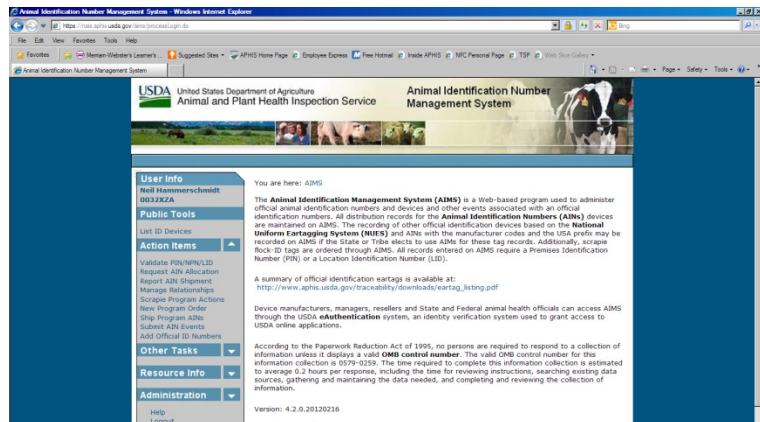 Animal Identification Number Management System - Windows Internet Explorer
https://mais.aphis.usda.gov/aims/processLogin.do
Bing
File Edit View Favorites Tools Help
Favorites Merriam-Webster's Learner's ... Suggested Sites APHIS Home Page Employee Express Free Hotmail Inside APHIS NFC Personal Page TSP Web Slice Gallery
Animal Identification Number Management System
Page Safety Tools
USDA United States Department of Agriculture
Animal and Plant Health Inspection Service
Animal Identification Number
Management System
User Info
Neil Hammerschmidt
0032XZA
Public Tools
List ID Devices
Action Items
Validate PIN/NPN/LID
Request AIN Allocation
Report AIN Shipment
Manage Relationships
Scrapie Program Actions
New Program Order
Ship Program AINs
Submit AIN Events
Add Official ID Numbers
Other Tasks
Resource Info
Administration
Help
Logout
You are here: AIMS
The Animal Identification Management System (AIMS) is a Web-based program used to administer
official animal identification numbers and devices and other events associated with an official
identification numbers. All distribution records for the Animal Identification Numbers (AINs) devices
are maintained on AIMS. The recording of other official identification devices based on the National
Uniform Eartagging System (NUES) and AINs with the manufacturer codes and the USA prefix may be
recorded on AIMS if the State or Tribe elects to use AIMs for these tag records. Additionally, scrapie
flock-ID tags are ordered through AIMS. All records entered on AIMS require a Premises Identification
Number (PIN) or a Location Identification Number (LID).
A summary of official identification eartags is available at:
http://www.aphis.usda.gov/traceability/downloads/eartag_listing.pdf
Device manufacturers, managers, resellers and State and Federal animal health officials can access AIMS
through the USDA eAuthentication system, an identity verification system used to grant access to
USDA online applications.
According to the Paperwork Reduction Act of 1995, no persons are required to respond to a collection of
information unless it displays a valid OMB control number. The valid OMB control number for this
information collection is 0579-0259. The time required to complete this information collection is estimated
to average 0.2 hours per response, including the time for reviewing instructions, searching existing data
sources, gathering and maintaining the data needed, and completing and reviewing the collection of
information.
Version: 4.2.0.20120216